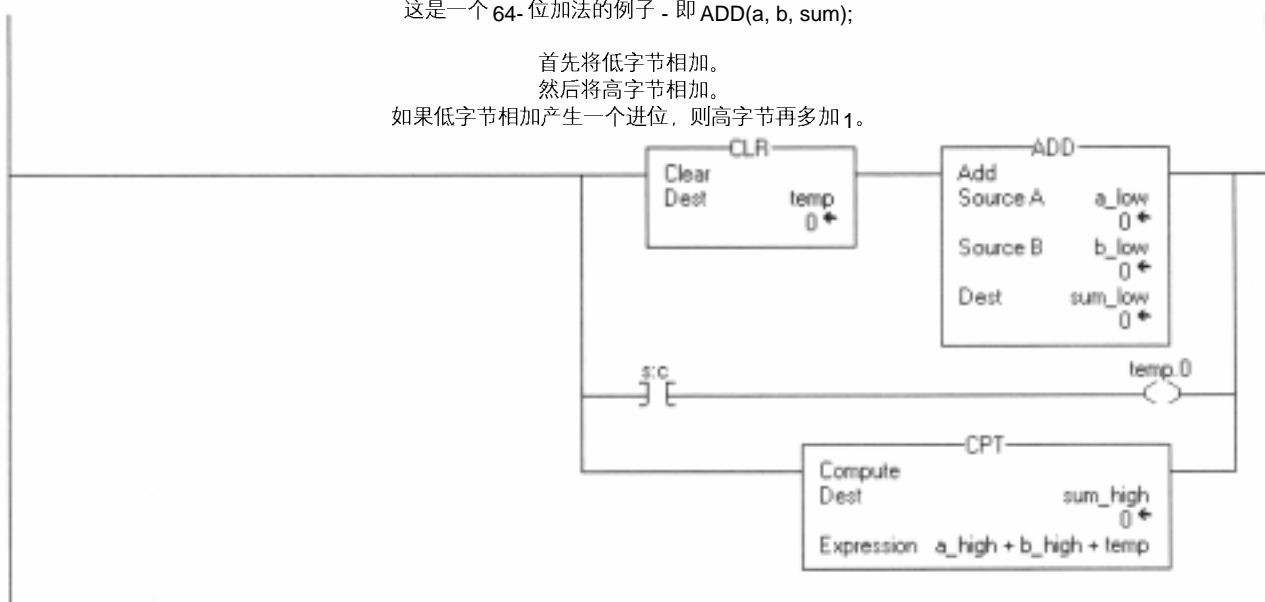 这是一个 64- 位加法的例子 - 即 ADD(a, b, sum);
首先将低字节相加。
然后将高字节相加。
如果低字节相加产生一个进位，则高字节再多加 1。
CLR
Clear
Dest temp
0
ADD
Add
Source A a_low
0
Source B b_low
0
Dest sum_low
0
s:c
temp.0
CPT
Compute
Dest sum_high
0
Expression a_high + b_high + temp